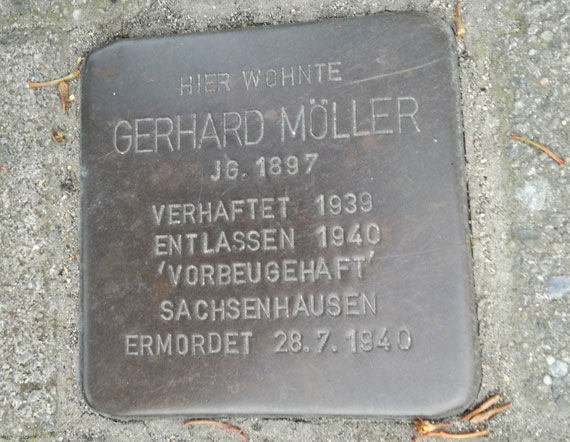 HIER WOHNTE
GERHARD MÖLLER
JG. 1897
VERHAFTET 1939
ENTLASSEN 1940
'VORBEUGEHAFT'
SACHSENHAUSEN
ERMORDET 28.7.1940